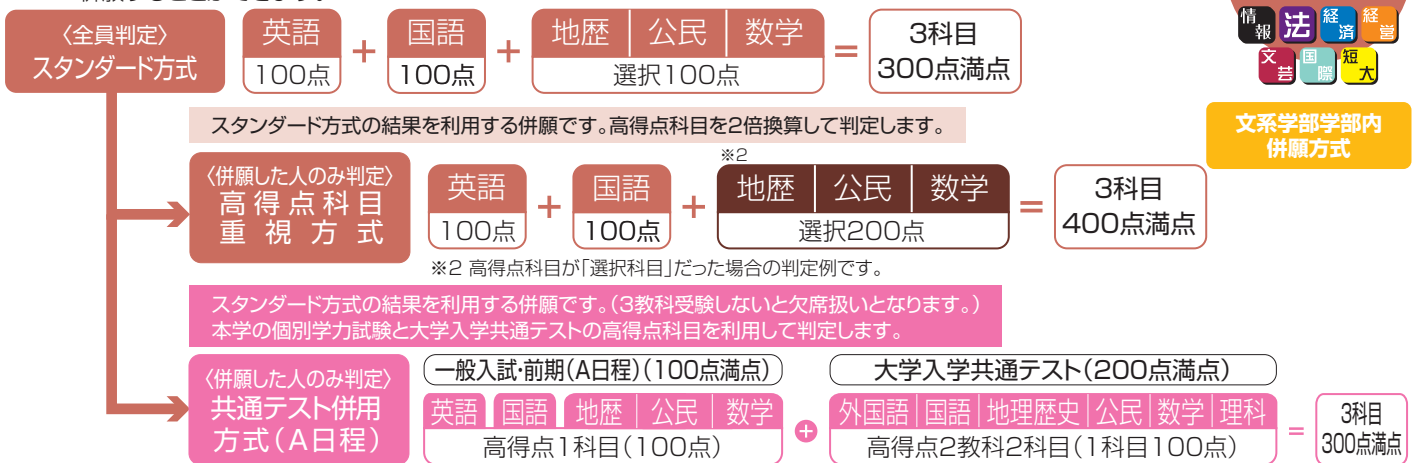 〈全員判定〉
スタンダード方式
英語
100点
+
国語
100点
+
地歴 公民 数学
選択100点
=
3科目
300点満点
情報 法 経済 経営
文芸 国際 短大
文系学部学部内
併願方式
スタンダード方式の結果を利用する併願です。高得点科目を2倍換算して判定します。
〈併願した人のみ判定〉
高得点科目
重視方式
英語
100点
+
国語
100点
+
※2
地歴 公民 数学
選択200点
=
3科目
400点満点
※2 高得点科目が「選択科目」だった場合の判定例です。
スタンダード方式の結果を利用する併願です。(3教科受験しないと欠席扱いとなります。)
本学の個別学力試験と大学入学共通テストの高得点科目を利用して判定します。
〈併願した人のみ判定〉
共通テスト併用
方式(A日程)
一般入試・前期(A日程)(100点満点)
英語 国語 地歴 公民 数学
高得点1科目(100点)
+
大学入学共通テスト(200点満点)
外国語 国語 地理歴史 公民 数学 理科
高得点2教科2科目(1科目100点)
=
3科目
300点満点